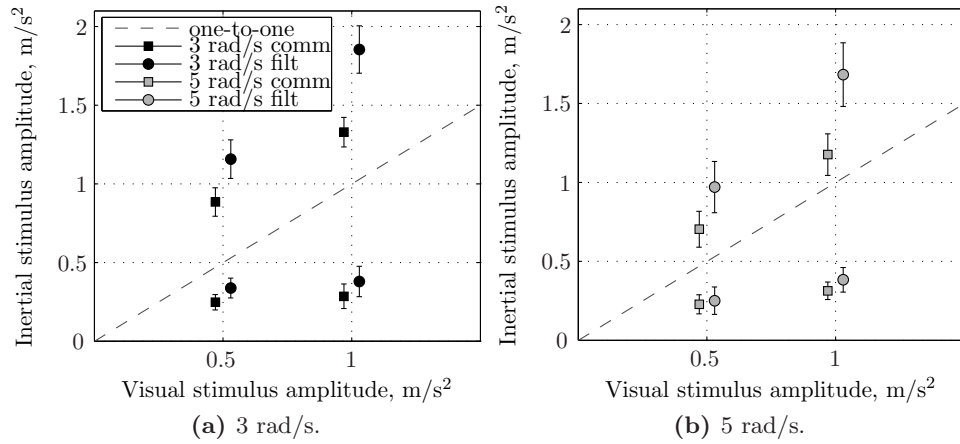 one-to-one
3 rad/s comm
3 rad/s filt
5 rad/s comm
5 rad/s filt
Inertial stimulus amplitude, m/s²
2
1.5
1
0.5
0
0.5
1
Visual stimulus amplitude, m/s²
(a) 3 rad/s.
Inertial stimulus amplitude, m/s²
2
1.5
1
0.5
0
0.5
1
Visual stimulus amplitude, m/s²
(b) 5 rad/s.